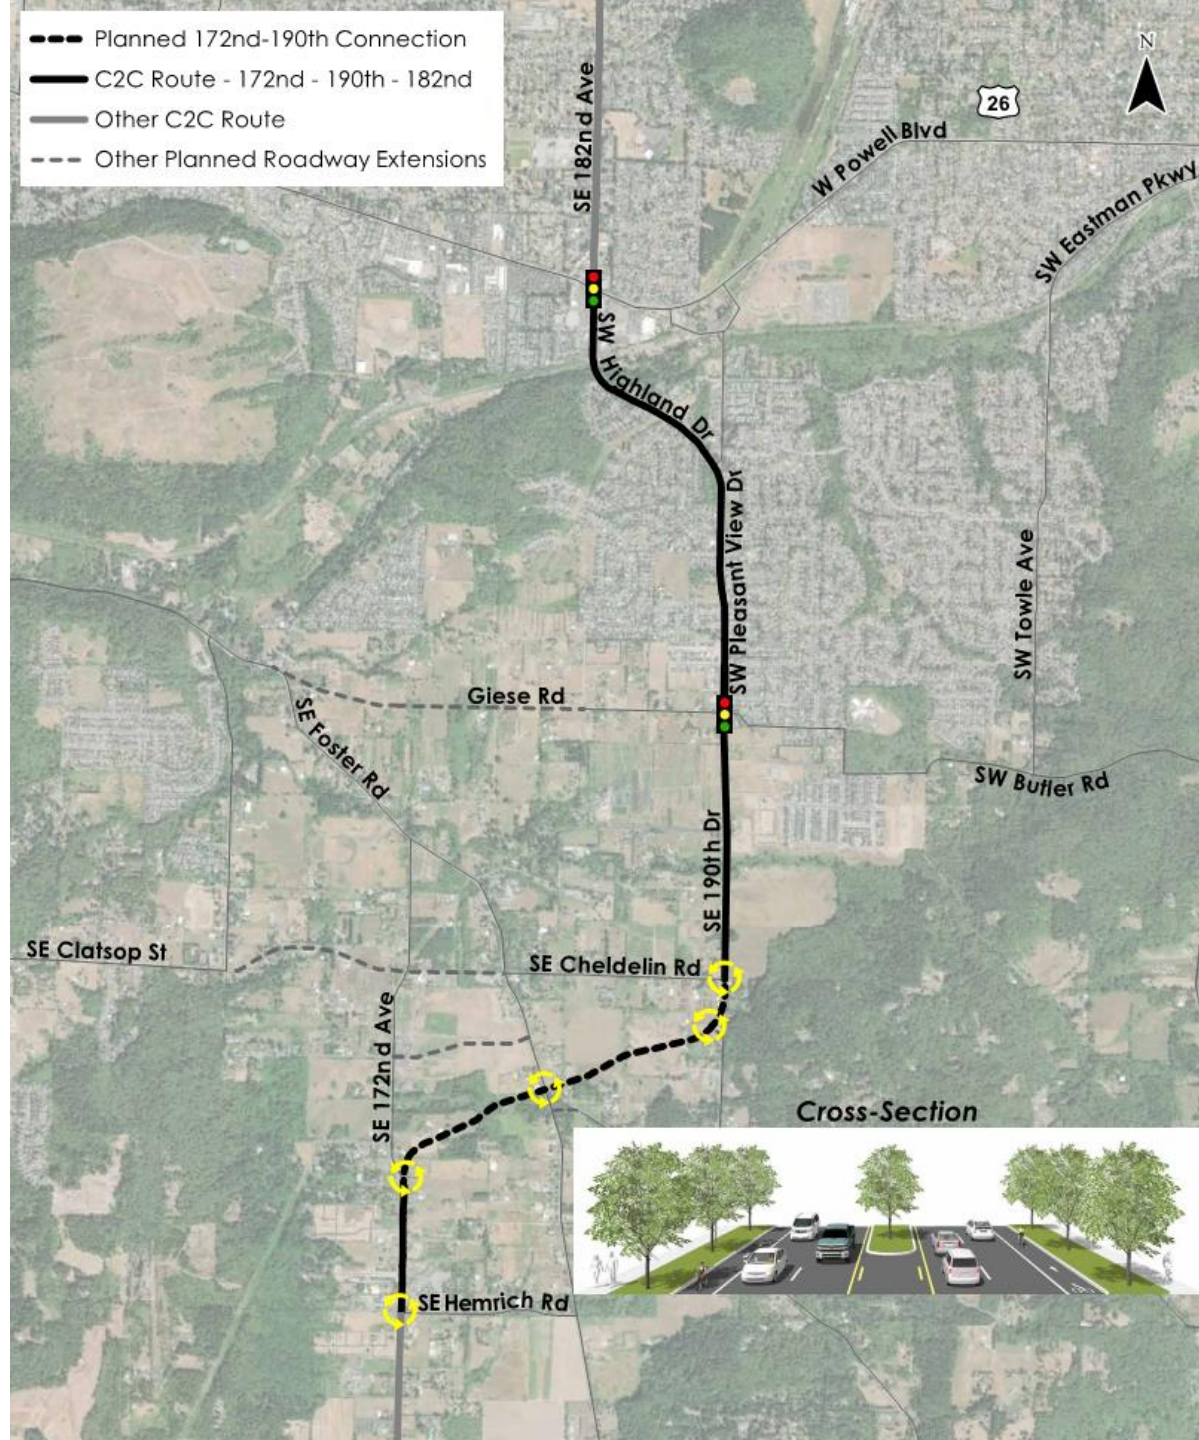 Planned 172nd-190th Connection
C2C Route - 172nd - 190th - 182nd
Other C2C Route
Other Planned Roadway Extensions
N
26
SE 182nd Ave
W Powell Blvd
SW Eastman Pkwy
SW Highland Dr
SW Pleasant View Dr
SW Towle Ave
Giese Rd
SE Foster Rd
SW Butler Rd
SE 190th Dr
SE Clatsop St
SE Cheldelin Rd
SE 172nd Ave
Cross-Section
SE Hemrich Rd